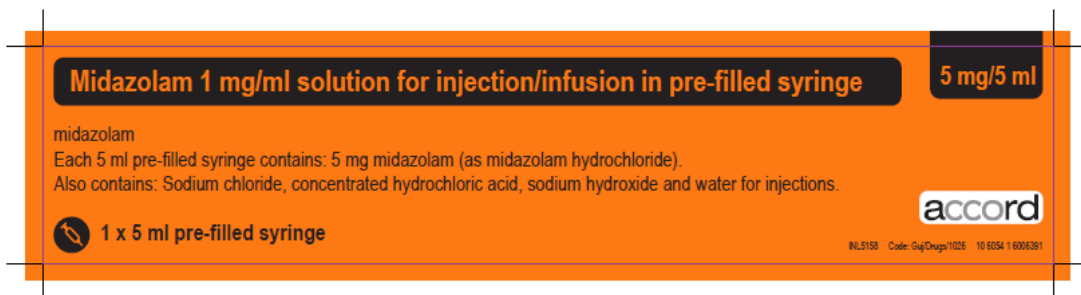 Midazolam 1 mg/ml solution for injection/infusion in pre-filled syringe
5 mg/5 ml
midazolam
Each 5 ml pre-filled syringe contains: 5 mg midazolam (as midazolam hydrochloride).
Also contains: Sodium chloride, concentrated hydrochloric acid, sodium hydroxide and water for injections.
accord
1 x 5 ml pre-filled syringe
INL5158 Code: Guj/Drugs/1026 10 6054 1 6006391